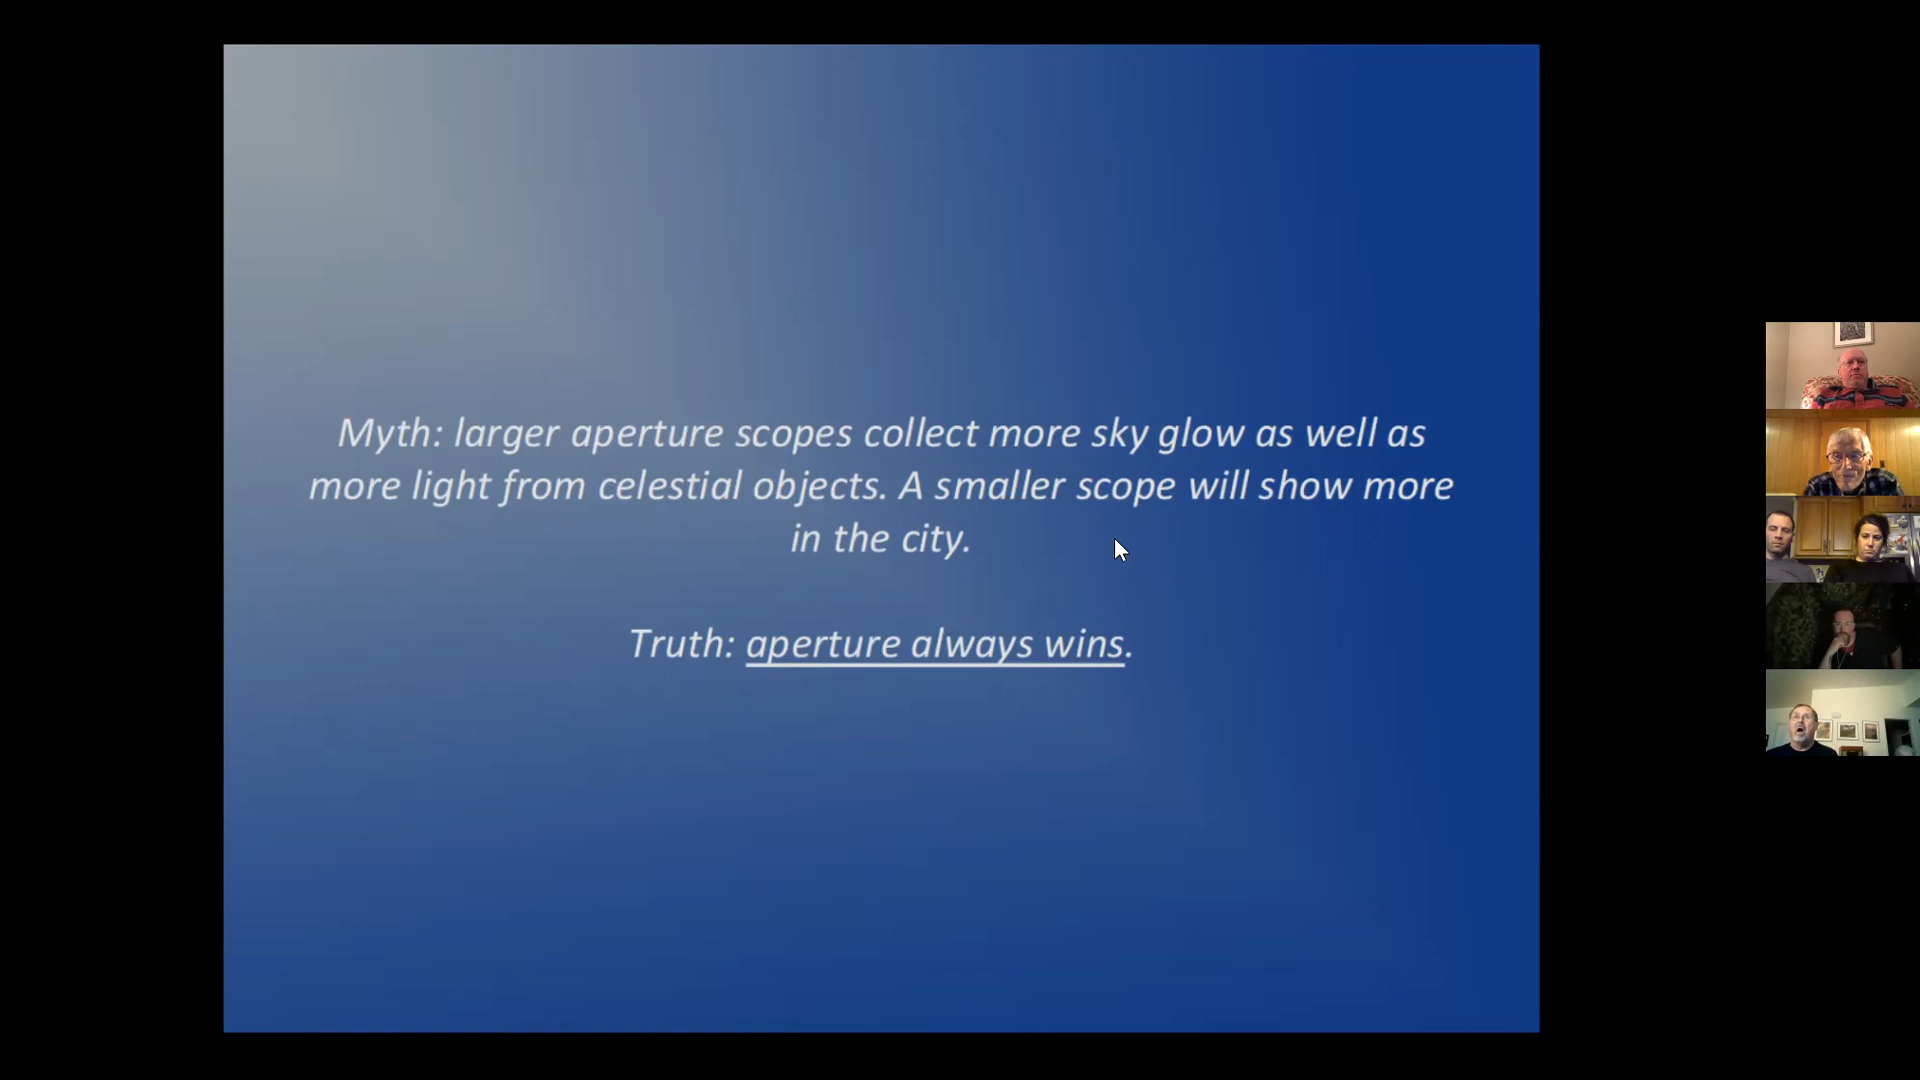 Myth: larger aperture scopes collect more sky glow as well as
more light from celestial objects. A smaller scope will show more
in the city.
Truth: aperture always wins.